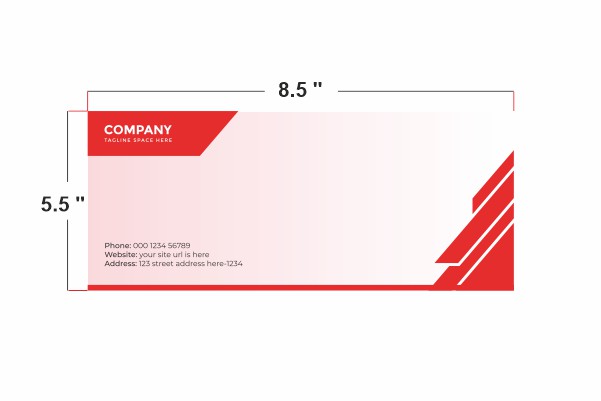 8.5 "
COMPANY
TAGLINE SPACE HERE
5.5 "
Phone: 000 1234 56789
Website: your site url is here
Address: 123 street address here-1234